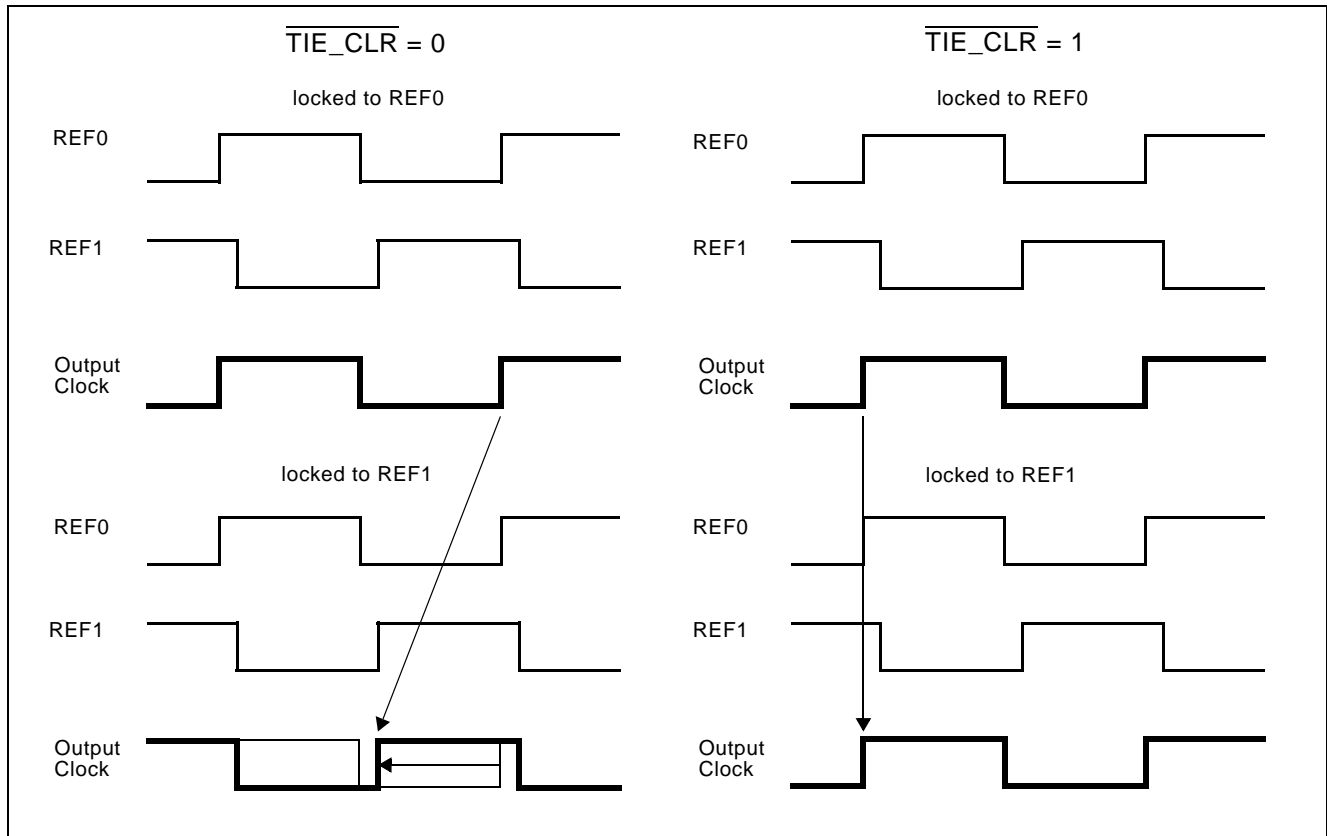 TIE_CLR = 0
locked to REF0
REF0
REF1
Output
Clock
locked to REF1
REF0
REF1
Output
Clock
TIE_CLR = 1
locked to REF0
REF0
REF1
Output
Clock
locked to REF1
REF0
REF1
Output
Clock